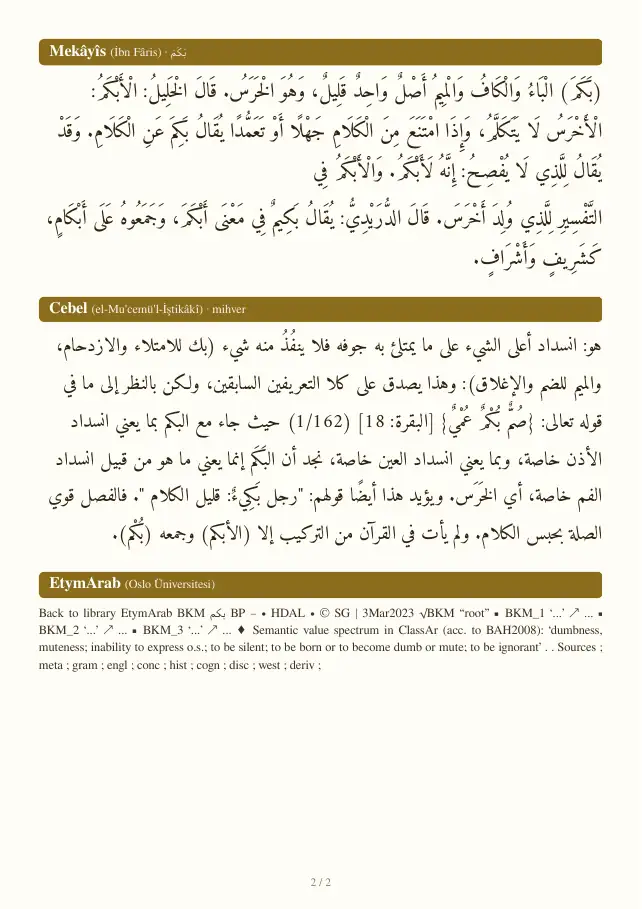 Mekâyîs (İbn Fâris) · بَكَمَ
(بَّكَمَ) الْبَاءُ وَالْكَافُ وَالْمِيمُ أَصْلٌ وَاحِدٌ قَلِيلٌ، وَهُوَ الْخَرَسُ. قَالَ الْخَلِيلُ: الْأَبْكَمُ:
الْأَخْرَسُ لَا يَتَكَلَّمُ، وَإِذَا امْتَنَعَ مِنَ الْكَلَامِ جَهْلًا أَوْ تَعَمُّدًا يُقَالُ بَكِمَ عَنِ الْكَلَامِ. وَقَدْ
يُقَالُ لِلَّذِي لَا يُفْصِحُ: إِنَّهُ لَأَبْكَمُ. وَالْأَبْكَمُ فِي
التَّفْسِيرِ لِلَّذِي وُلِدَ أَخْرَسَ. قَالَ الدُّرَيْدِيُّ: يُقَالُ بَكِيمٌ فِي مَعْنَى أَبْكَمَ، وَجَمَعُوهُ عَلَى أَبْكَامٍ،
كَشَرِيفٍ وَأَشْرَافٍ.
Cebel (el-Mu'cemü'l-İştikâkî) · mihver
هو: انسداد أعلى الشيء على ما يمتلئ به جوفه فلا ينفُذُ منه شيء (بك للامتلاء والازدحام،
والميم للضم والإغلاق): وهذا يصدق على كلا التعريفين السابقين، ولكن بالنظر إلى ما في
قوله تعالى: {صُمٌّ بُكْمٌ عُمْيٌ} [البقرة: 18] (1/162) حيث جاء مع البكم بما يعني انسداد
الأذن خاصة، وبما يعني انسداد العين خاصة، نجد أن البَكَم إنما يعني ما هو من قبيل انسداد
الفم خاصة، أي الخَرَس. ويؤيد هذا أيضًا قولهم: "رجل بَكِيءٌ: قليل الكلام ". فالفصل قوي
الصلة بحبس الكلام. ولم يأت في القرآن من التركيب إلا (الأبكم) وجمعه (بُكْم).
EtymArab (Oslo Üniversitesi)
Back to library EtymArab BKM بكم BP – • HDAL • © SG | 3Mar2023 √BKM “root” ▪ BKM_1 ‘...’ ↗ ... ▪
BKM_2 ‘...’ ↗ ... ▪ BKM_3 ‘...’ ↗ ... ♦ Semantic value spectrum in ClassAr (acc. to BAH2008): ‘dumbness,
muteness; inability to express o.s.; to be silent; to be born or to become dumb or mute; to be ignorant’ . . Sources ;
meta ; gram ; engl ; conc ; hist ; cogn ; disc ; west ; deriv ;
2 / 2